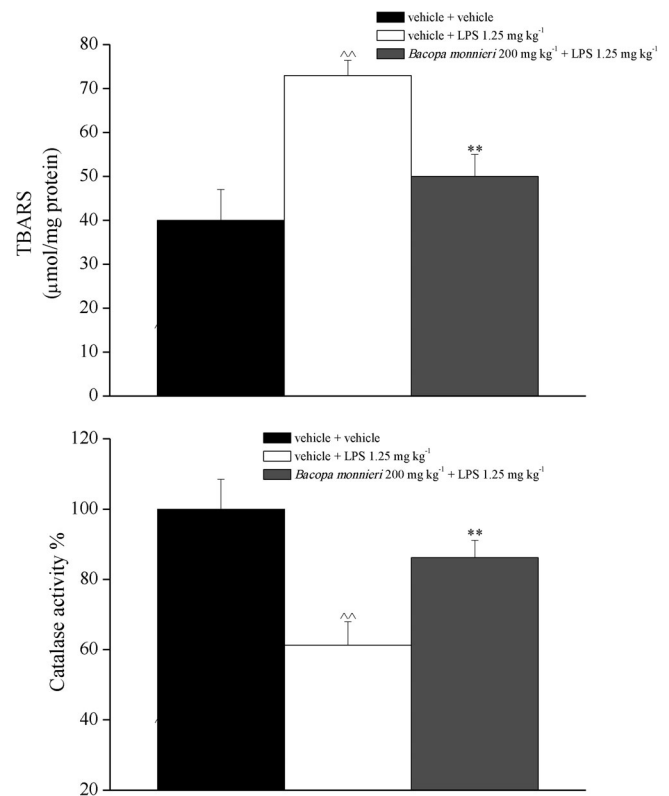 vehicle + vehicle
vehicle + LPS 1.25 mg kg⁻¹
Bacopa monnieri 200 mg kg⁻¹ + LPS 1.25 mg kg⁻¹
80
70
60
50
40
30
20
10
0
TBARS
(μmol/mg protein)
^^
**
^
vehicle + vehicle
vehicle + LPS 1.25 mg kg⁻¹
Bacopa monnieri 200 mg kg⁻¹ + LPS 1.25 mg kg⁻¹
120
100
80
60
40
20
Catalase activity %
^^
**
^